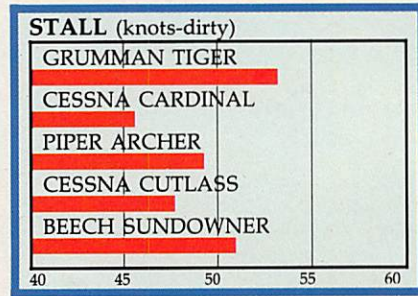 STALL (knots-dirty)
GRUMMAN TIGER
CESSNA CARDINAL
PIPER ARCHER
CESSNA CUTLASS
BEECH SUNDOWNER
40 45 50 55 60